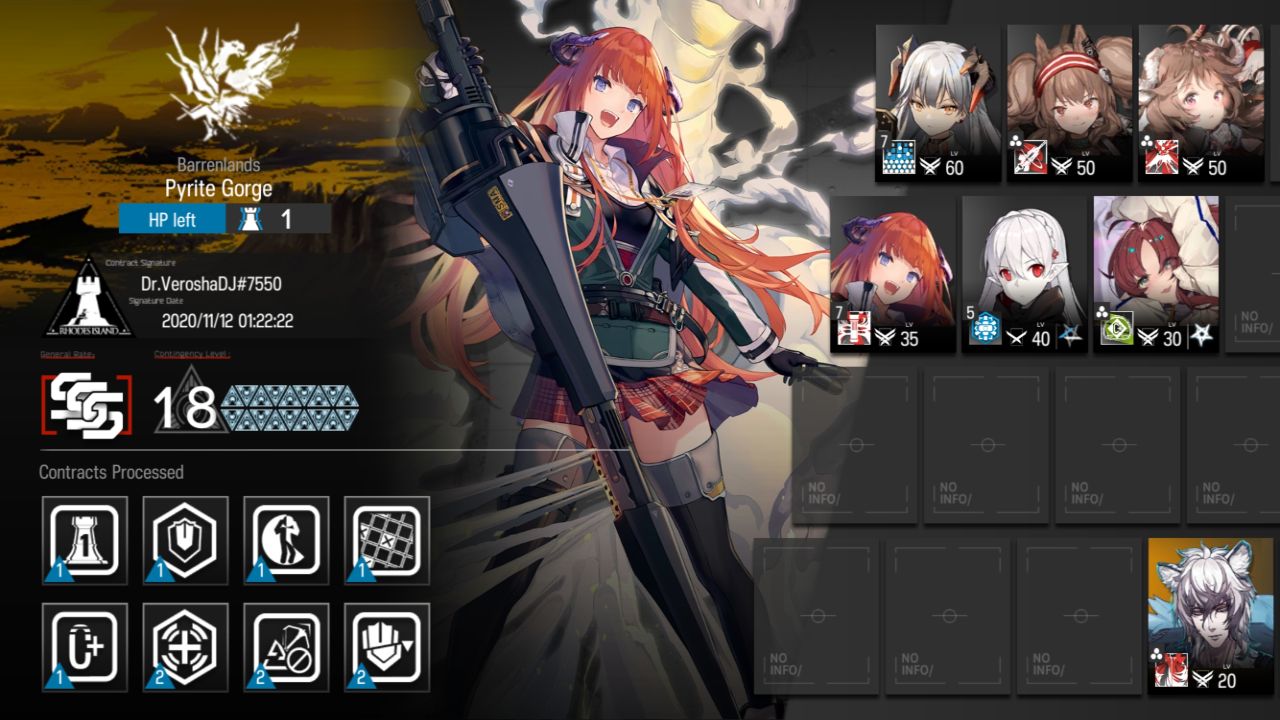 Barrenlands
Pyrite Gorge
HP left 1
Contract Signature
Dr.VeroshaDJ#7550
Signature Date
2020/11/12 01:22:22
RHODES ISLAND
General Rate:
Contingency Level:
SSS
18
Contracts Processed
1 1 1 1 1
1 2 2 2
7 LV 60
LV 50
LV 50
7 LV 35
5 LV 40
LV 30
NO INFO/
NO INFO/
NO INFO/
NO INFO/
NO INFO/
NO INFO/
NO INFO/
NO INFO/
LV 20